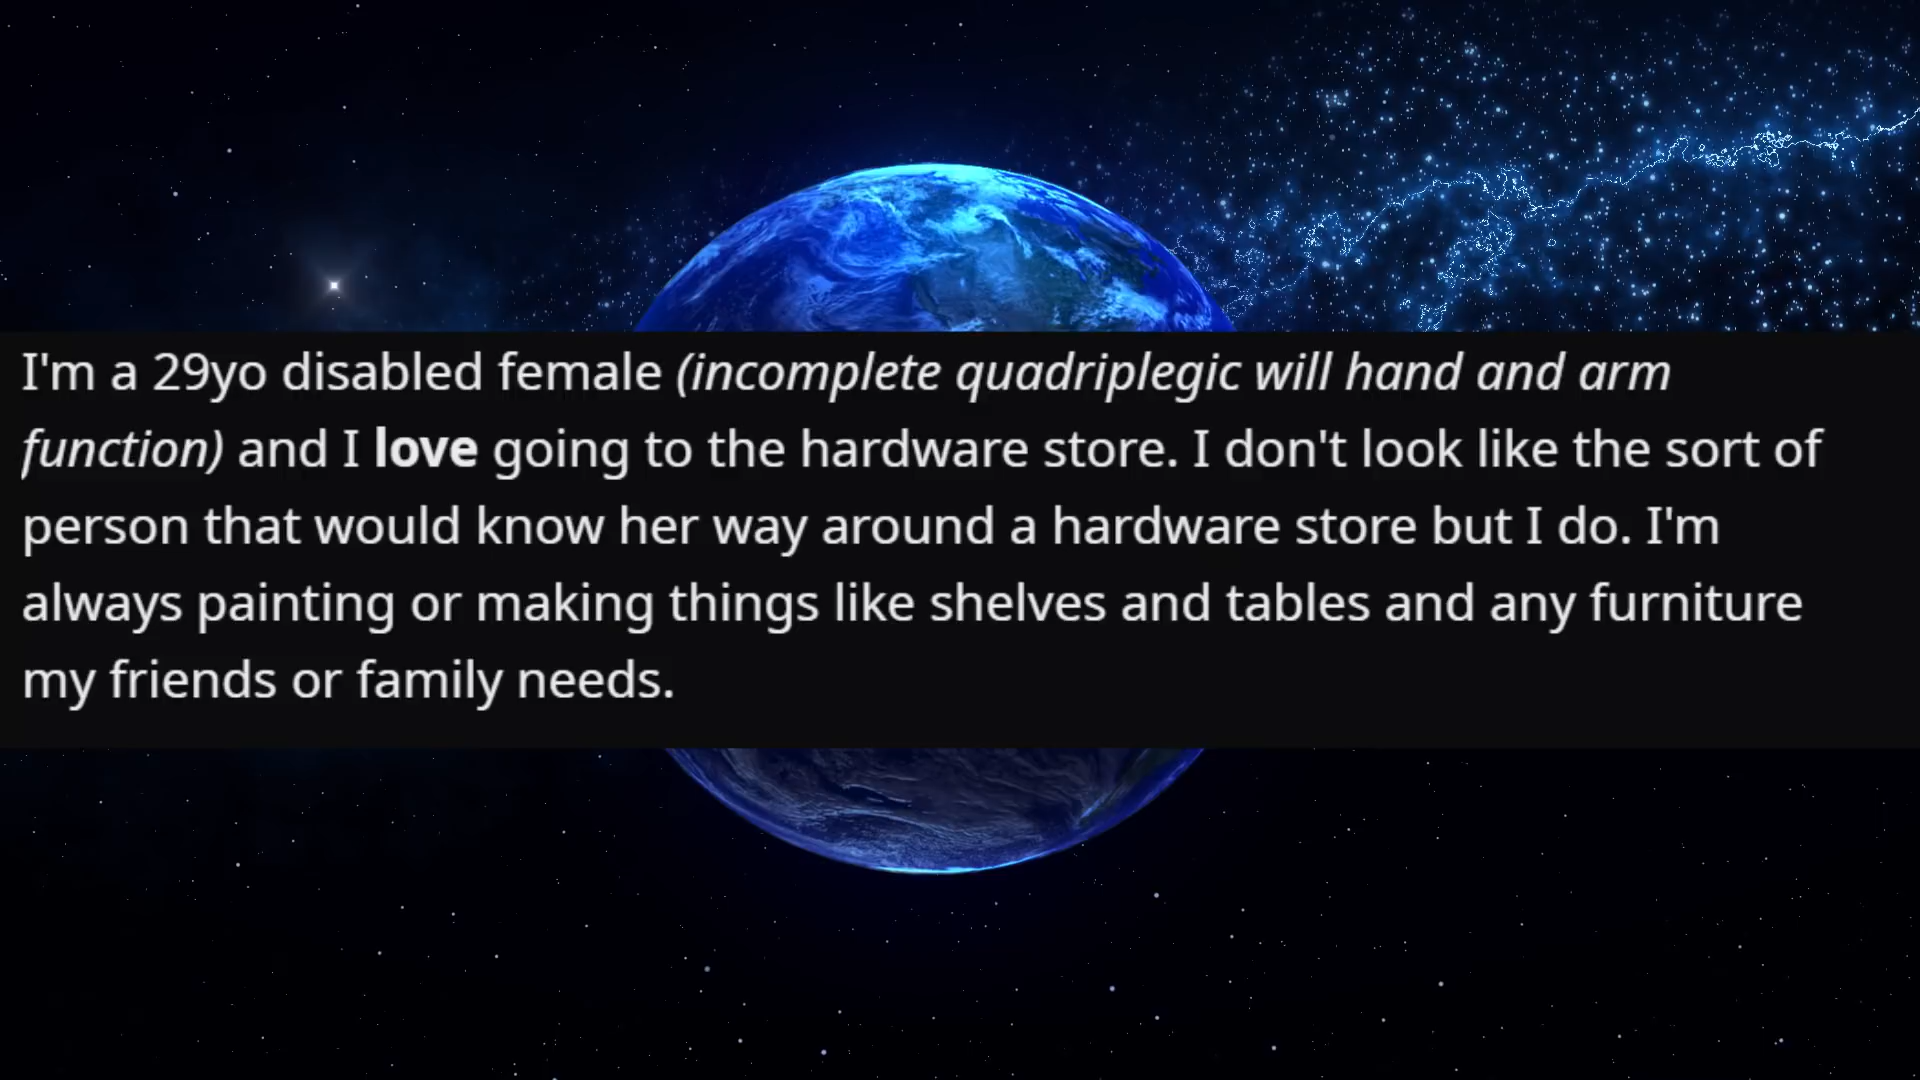 I'm a 29yo disabled female (incomplete quadriplegic will hand and arm
function) and I love going to the hardware store. I don't look like the sort of
person that would know her way around a hardware store but I do. I'm
always painting or making things like shelves and tables and any furniture
my friends or family needs.